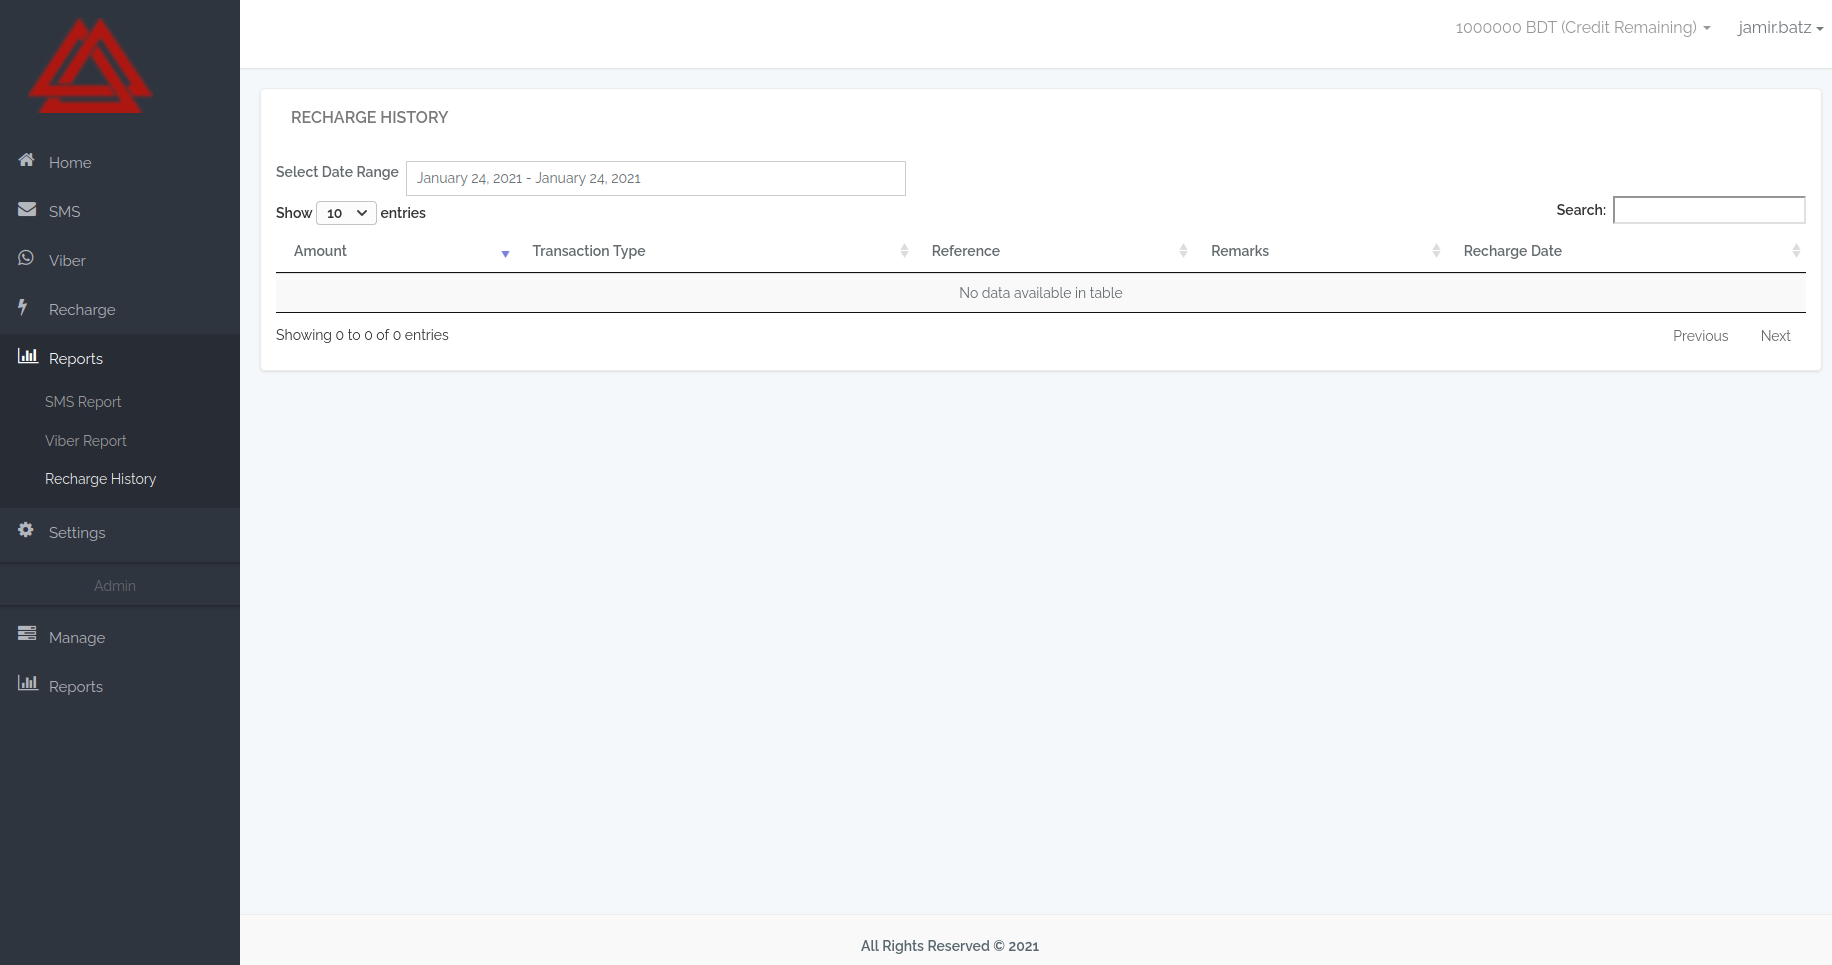 1000000 BDT (Credit Remaining)
jamir.batz
Home
SMS
Viber
Recharge
Reports
SMS Report
Viber Report
Recharge History
Settings
Admin
Manage
Reports
RECHARGE HISTORY
Select Date Range January 24, 2021 - January 24, 2021
Show 10 entries
Search:
Amount Transaction Type Reference Remarks Recharge Date
No data available in table
Showing 0 to 0 of 0 entries
Previous Next
All Rights Reserved © 2021